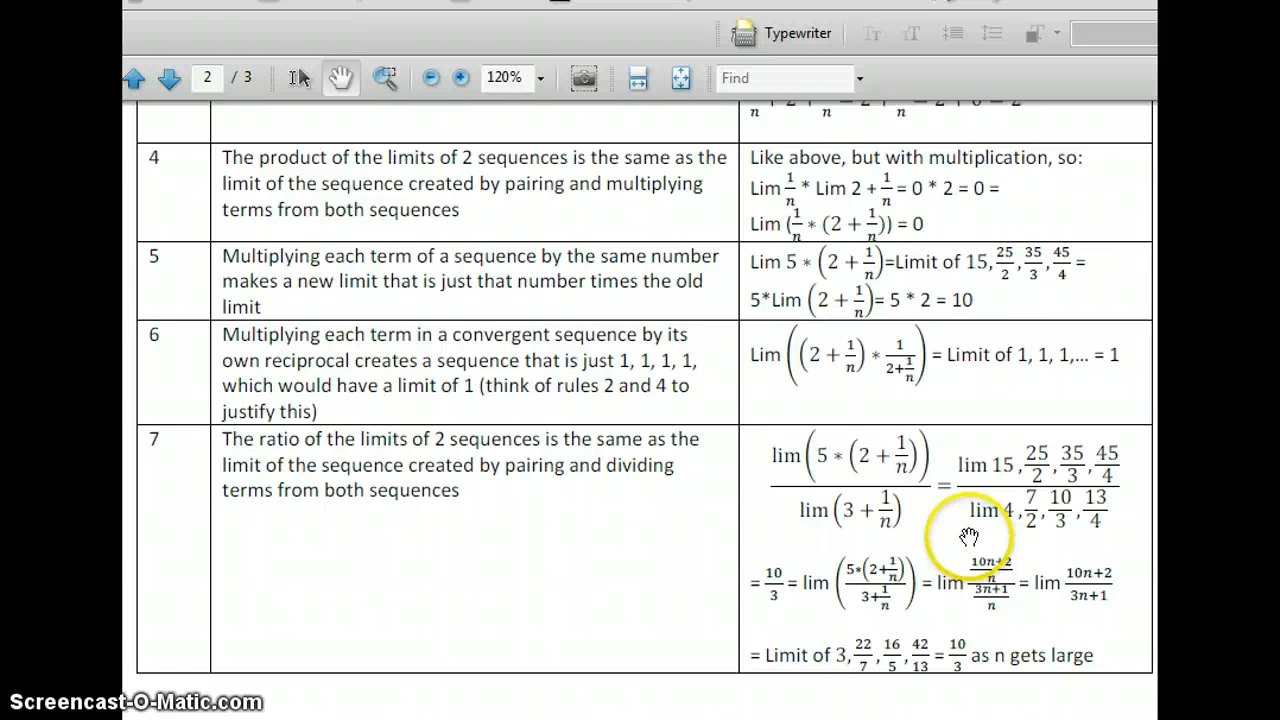 Typewriter
2 / 3
120%
Find
4
The product of the limits of 2 sequences is the same as the
limit of the sequence created by pairing and multiplying
terms from both sequences
Like above, but with multiplication, so:
Lim 1/n * Lim 2 + 1/n = 0 * 2 = 0 =
Lim (1/n * (2 + 1/n)) = 0
5
Multiplying each term of a sequence by the same number
makes a new limit that is just that number times the old
limit
Lim 5 * (2 + 1/n)=Limit of 15, 25/2, 35/3, 45/4 =
5*Lim (2 + 1/n)= 5 * 2 = 10
6
Multiplying each term in a convergent sequence by its
own reciprocal creates a sequence that is just 1, 1, 1, 1,
which would have a limit of 1 (think of rules 2 and 4 to
justify this)
Lim ((2 + 1/n) * 1/(2+1/n)) = Limit of 1, 1, 1,... = 1
7
The ratio of the limits of 2 sequences is the same as the
limit of the sequence created by pairing and dividing
terms from both sequences
lim (5 * (2 + 1/n)) / lim (3 + 1/n) = lim 15, 25/2, 35/3, 45/4 / lim 4, 7/2, 10/3, 13/4
= 10/3 = lim (5*(2+1/n) / 3+1/n) = lim (10n+2/n) / (3n+1/n) = lim 10n+2 / 3n+1
= Limit of 3, 22/7, 16/5, 42/13 = 10/3 as n gets large
Screencast-O-Matic.com